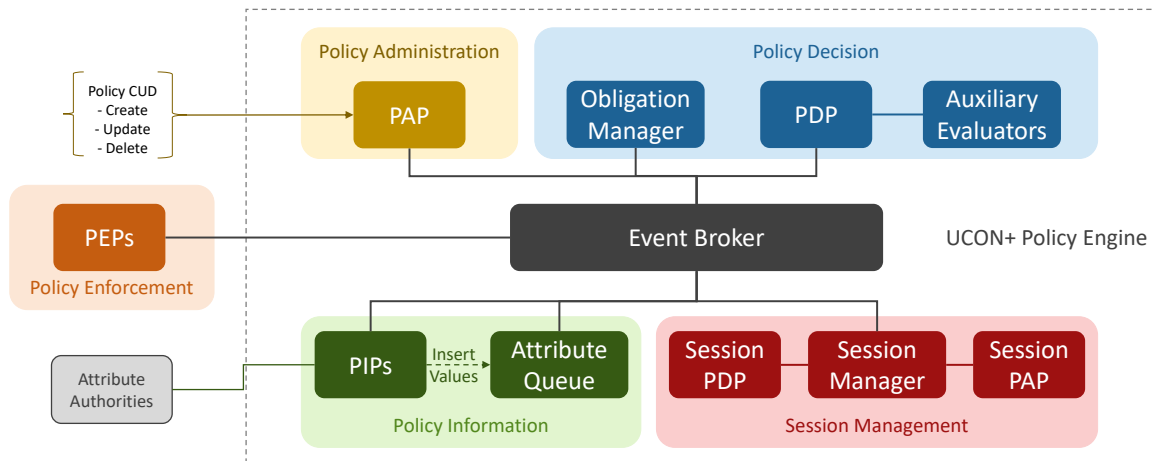 Policy Administration
Policy Decision
Policy CUD
- Create
- Update
- Delete
PAP
Obligation
Manager
PDP
Auxiliary
Evaluators
PEPs
Policy Enforcement
Event Broker
UCON+ Policy Engine
Attribute
Authorities
PIPs
Insert
Values
Attribute
Queue
Policy Information
Session
PDP
Session
Manager
Session
PAP
Session Management